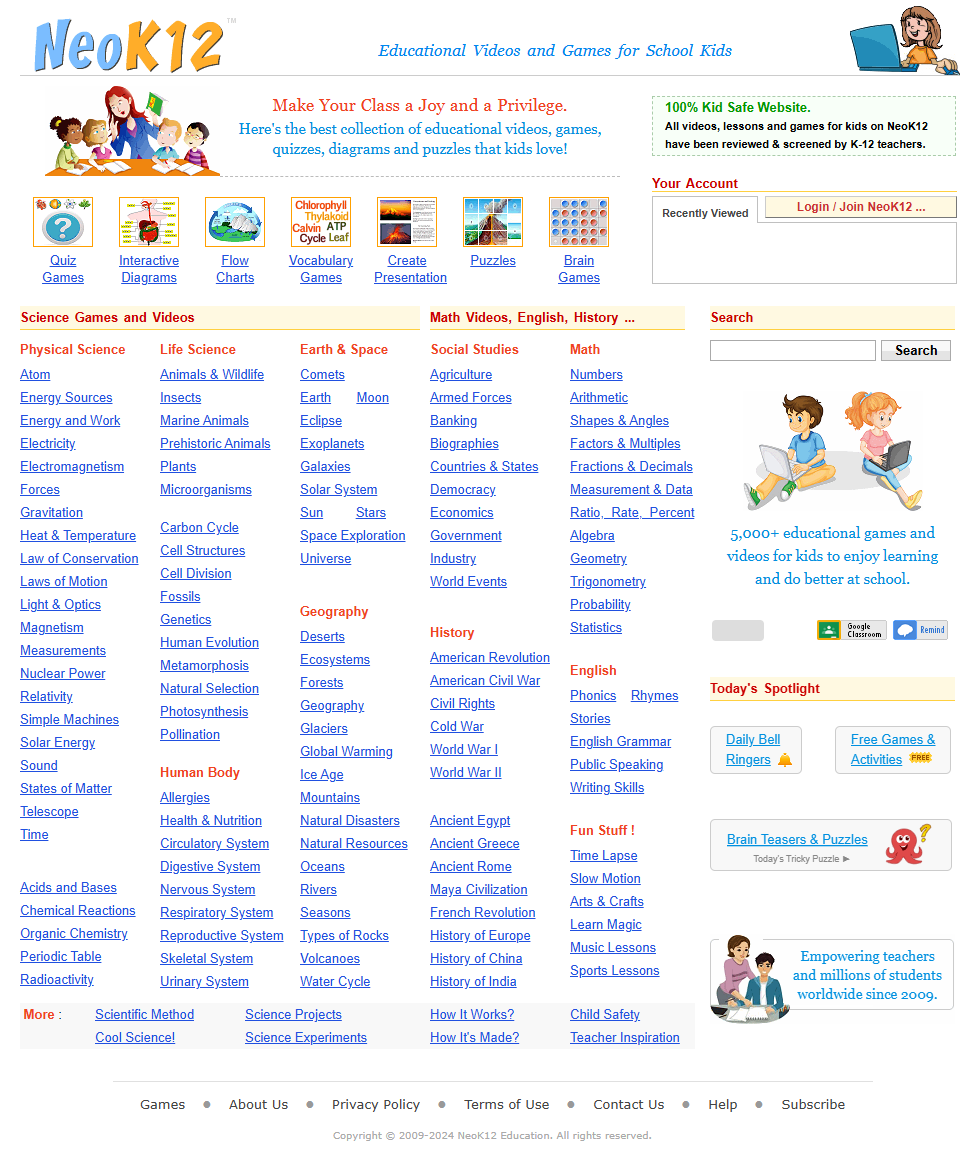 NeoK12 ™
Educational Videos and Games for School Kids
Make Your Class a Joy and a Privilege.
Here's the best collection of educational videos, games,
quizzes, diagrams and puzzles that kids love!
100% Kid Safe Website.
All videos, lessons and games for kids on NeoK12
have been reviewed & screened by K-12 teachers.
Your Account
Recently Viewed
Login / Join NeoK12 ...
?
Chlorophyll
Thylakoid
Calvin ATP
Cycle Leaf
Quiz
Games
Interactive
Diagrams
Flow
Charts
Vocabulary
Games
Create
Presentation
Puzzles
Brain
Games
Science Games and Videos
Physical Science
Atom
Energy Sources
Energy and Work
Electricity
Electromagnetism
Forces
Gravitation
Heat & Temperature
Law of Conservation
Laws of Motion
Light & Optics
Magnetism
Measurements
Nuclear Power
Relativity
Simple Machines
Solar Energy
Sound
States of Matter
Telescope
Time
Acids and Bases
Chemical Reactions
Organic Chemistry
Periodic Table
Radioactivity
Life Science
Animals & Wildlife
Insects
Marine Animals
Prehistoric Animals
Plants
Microorganisms
Carbon Cycle
Cell Structures
Cell Division
Fossils
Genetics
Human Evolution
Metamorphosis
Natural Selection
Photosynthesis
Pollination
Human Body
Allergies
Health & Nutrition
Circulatory System
Digestive System
Nervous System
Respiratory System
Reproductive System
Skeletal System
Urinary System
Earth & Space
Comets
Earth Moon
Eclipse
Exoplanets
Galaxies
Solar System
Sun Stars
Space Exploration
Universe
Geography
Deserts
Ecosystems
Forests
Geography
Glaciers
Global Warming
Ice Age
Mountains
Natural Disasters
Natural Resources
Oceans
Rivers
Seasons
Types of Rocks
Volcanoes
Water Cycle
Math Videos, English, History ...
Social Studies
Agriculture
Armed Forces
Banking
Biographies
Countries & States
Democracy
Economics
Government
Industry
World Events
History
American Revolution
American Civil War
Civil Rights
Cold War
World War I
World War II
Ancient Egypt
Ancient Greece
Ancient Rome
Maya Civilization
French Revolution
History of Europe
History of China
History of India
Math
Numbers
Arithmetic
Shapes & Angles
Factors & Multiples
Fractions & Decimals
Measurement & Data
Ratio, Rate, Percent
Algebra
Geometry
Trigonometry
Probability
Statistics
English
Phonics Rhymes
Stories
English Grammar
Public Speaking
Writing Skills
Fun Stuff !
Time Lapse
Slow Motion
Arts & Crafts
Learn Magic
Music Lessons
Sports Lessons
More :
Scientific Method
Science Projects
How It Works?
Child Safety
Cool Science!
Science Experiments
How It's Made?
Teacher Inspiration
Search
Search
5,000+ educational games and
videos for kids to enjoy learning
and do better at school.
Google
Classroom
Remind
Today's Spotlight
Daily Bell
Ringers
Free Games &
Activities FREE
Brain Teasers & Puzzles
Today's Tricky Puzzle ►
?
Empowering teachers
and millions of students
worldwide since 2009.
Games ● About Us ● Privacy Policy ● Terms of Use ● Contact Us ● Help ● Subscribe
Copyright © 2009-2024 NeoK12 Education. All rights reserved.